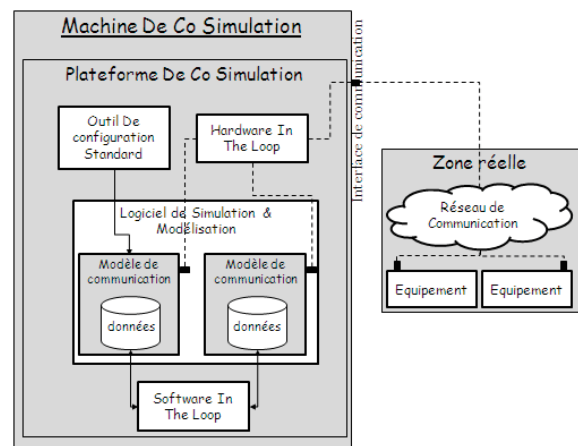 Machine De Co Simulation
Plateforme De Co Simulation
Outil De
configuration
Standard
Hardware In
The Loop
Interface de communication
Logiciel de Simulation &
Modélisation
Modèle de
communication
données
Modèle de
communication
données
Software In
The Loop
Zone réelle
Réseau de
Communication
Equipement
Equipement